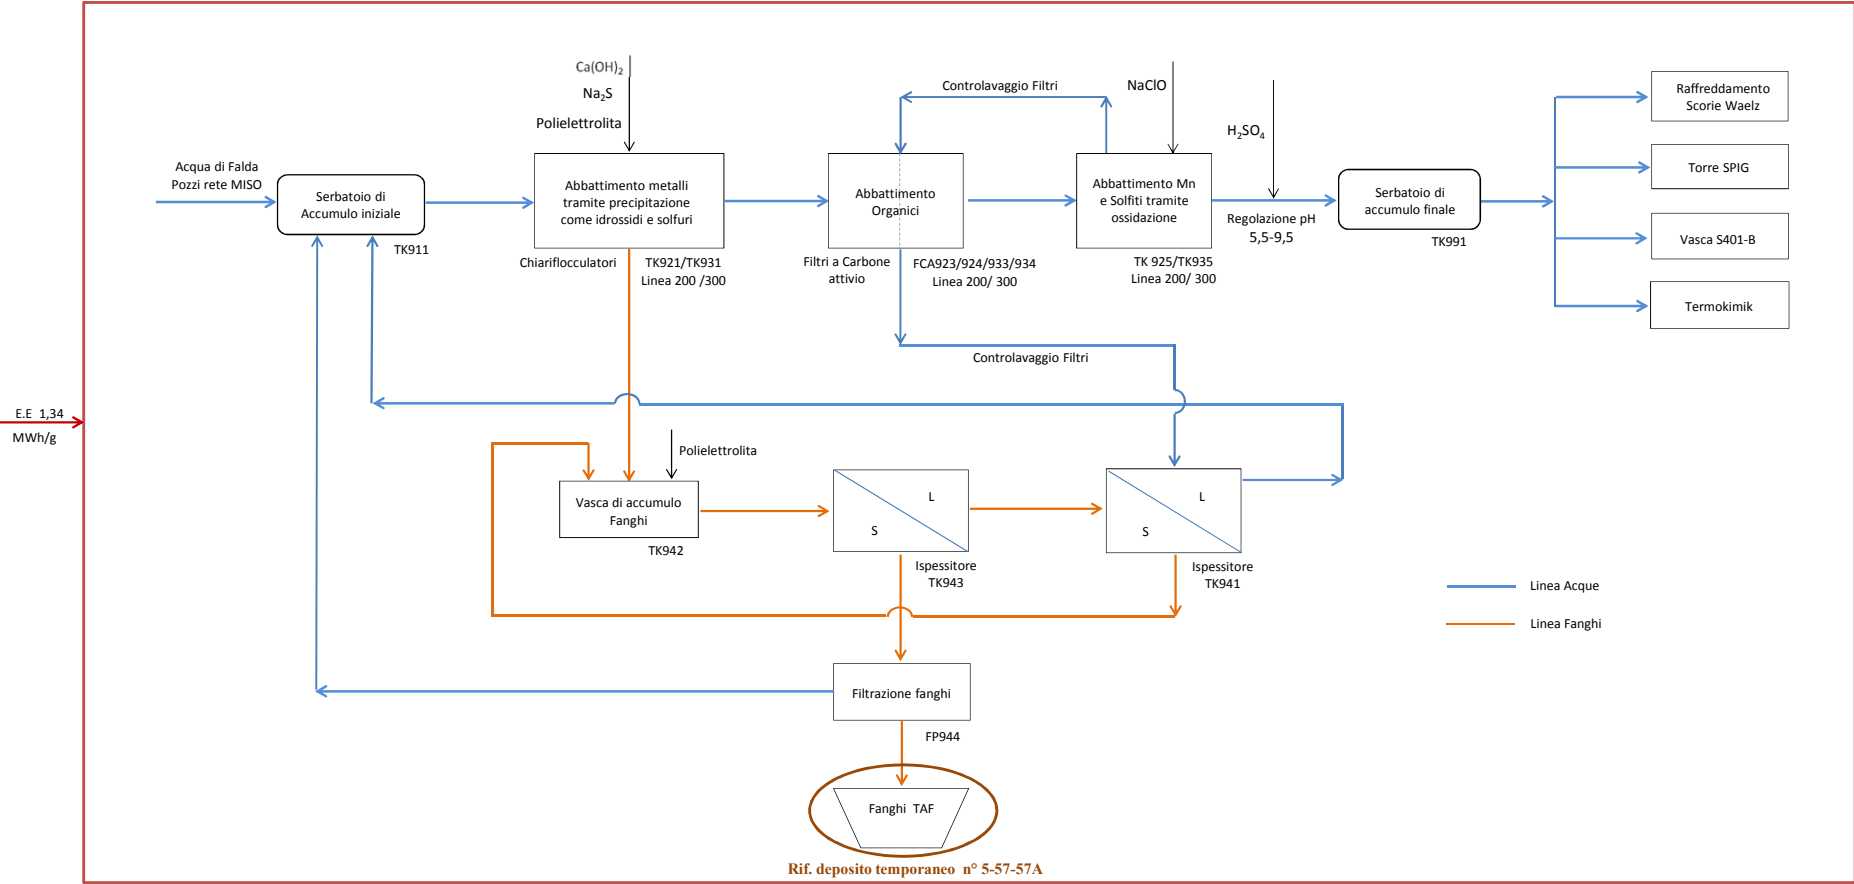 Ca(OH)₂
Na₂S
Polielettrolita
Controlavaggio Filtri
NaClO
H₂SO₄
Raffreddamento
Scorie Waelz
Acqua di Falda
Pozzi rete MISO
Serbatoio di
Accumulo iniziale
TK911
Abbattimento metalli
tramite precipitazione
come idrossidi e solfuri
Chiariflocculatori
TK921/TK931
Linea 200 /300
Abbattimento
Organici
Filtri a Carbone
attivio
FCA923/924/933/934
Linea 200/ 300
Abbattimento Mn
e Solfiti tramite
ossidazione
TK 925/TK935
Linea 200/ 300
Regolazione pH
5,5-9,5
Serbatoio di
accumulo finale
TK991
Torre SPIG
Vasca S401-B
Termokimik
Controlavaggio Filtri
E.E 1,34
MWh/g
Polielettrolita
Vasca di accumulo
Fanghi
TK942
L
S
Ispessitore
TK943
L
S
Ispessitore
TK941
Linea Acque
Linea Fanghi
Filtrazione fanghi
FP944
Fanghi TAF
Rif. deposito temporaneo n° 5-57-57A